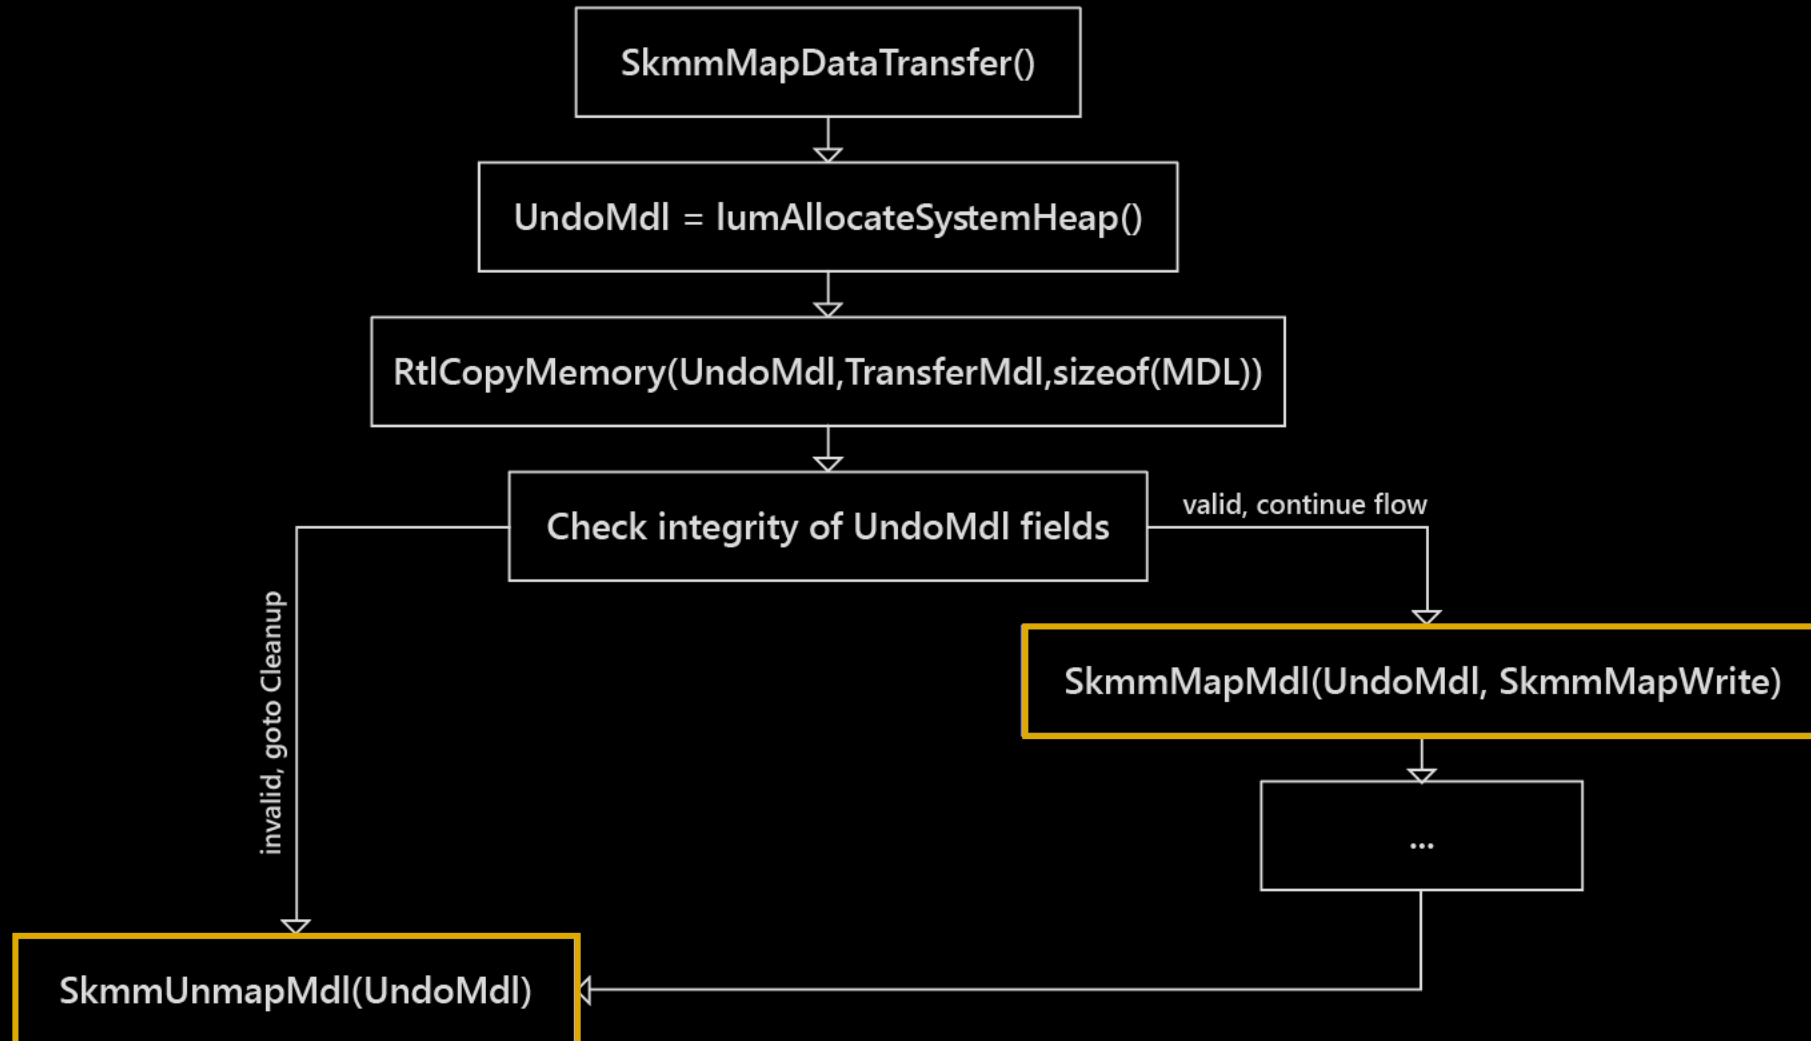 SkmmMapDataTransfer()
UndoMdl = lumAllocateSystemHeap()
RtlCopyMemory(UndoMdl,TransferMdl,sizeof(MDL))
Check integrity of UndoMdl fields
valid, continue flow
invalid, goto Cleanup
SkmmMapMdl(UndoMdl, SkmmMapWrite)
...
SkmmUnmapMdl(UndoMdl)